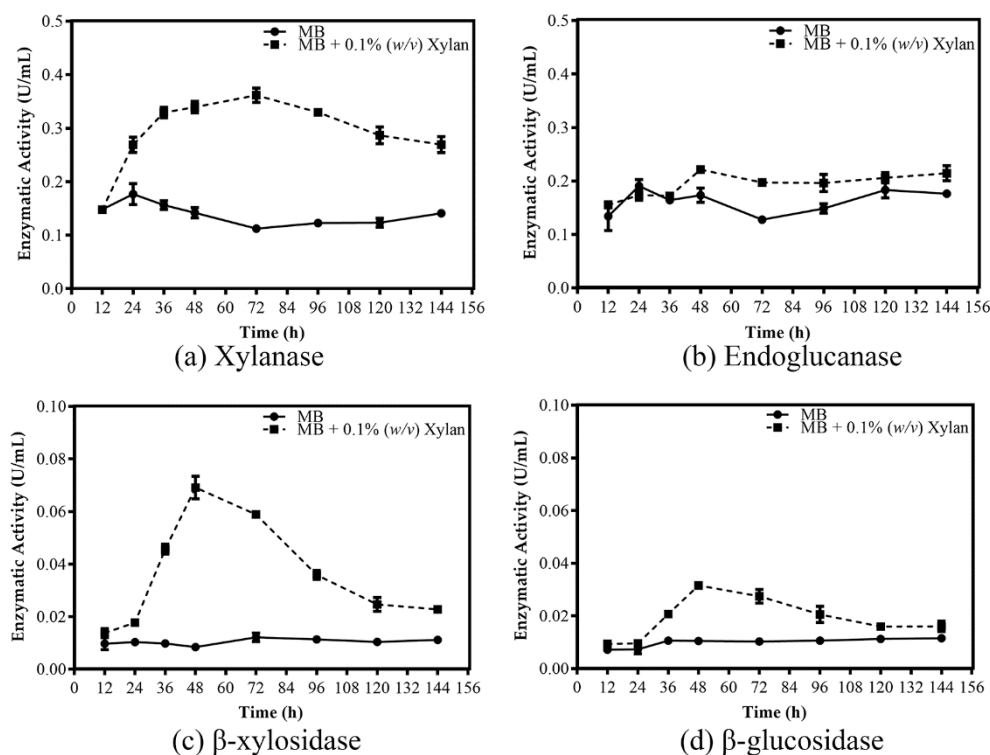 MB
MB + 0.1% (w/v) Xylan
Enzymatic Activity (U/mL)
0.5
0.4
0.3
0.2
0.1
0.0
0 12 24 36 48 60 72 84 96 108 120 132 144 156
Time (h)
(a) Xylanase
MB
MB + 0.1% (w/v) Xylan
Enzymatic Activity (U/mL)
0.5
0.4
0.3
0.2
0.1
0.0
0 12 24 36 48 60 72 84 96 108 120 132 144 156
Time (h)
(b) Endoglucanase
MB
MB + 0.1% (w/v) Xylan
Enzymatic Activity (U/mL)
0.10
0.08
0.06
0.04
0.02
0.00
0 12 24 36 48 60 72 84 96 108 120 132 144 156
Time (h)
(c) β-xylosidase
MB
MB + 0.1% (w/v) Xylan
Enzymatic Activity (U/mL)
0.10
0.08
0.06
0.04
0.02
0.00
0 12 24 36 48 60 72 84 96 108 120 132 144 156
Time (h)
(d) β-glucosidase